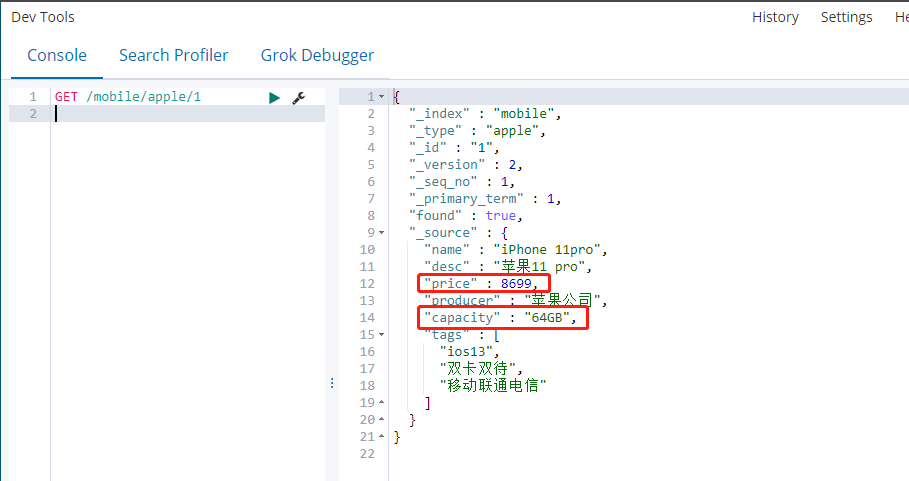 Dev Tools
History Settings He
Console Search Profiler Grok Debugger
1 GET /mobile/apple/1
2
1 {
2 "_index" : "mobile",
3 "_type" : "apple",
4 "_id" : "1",
5 "_version" : 2,
6 "_seq_no" : 1,
7 "_primary_term" : 1,
8 "found" : true,
9 "_source" : {
10 "name" : "iPhone 11pro",
11 "desc" : "苹果11 pro",
12 "price" : 8699,
13 "producer" : "苹果公司",
14 "capacity" : "64GB",
15 "tags" : [
16 "ios13",
17 "双卡双待",
18 "移动联通电信"
19 ]
20 }
21 }
22